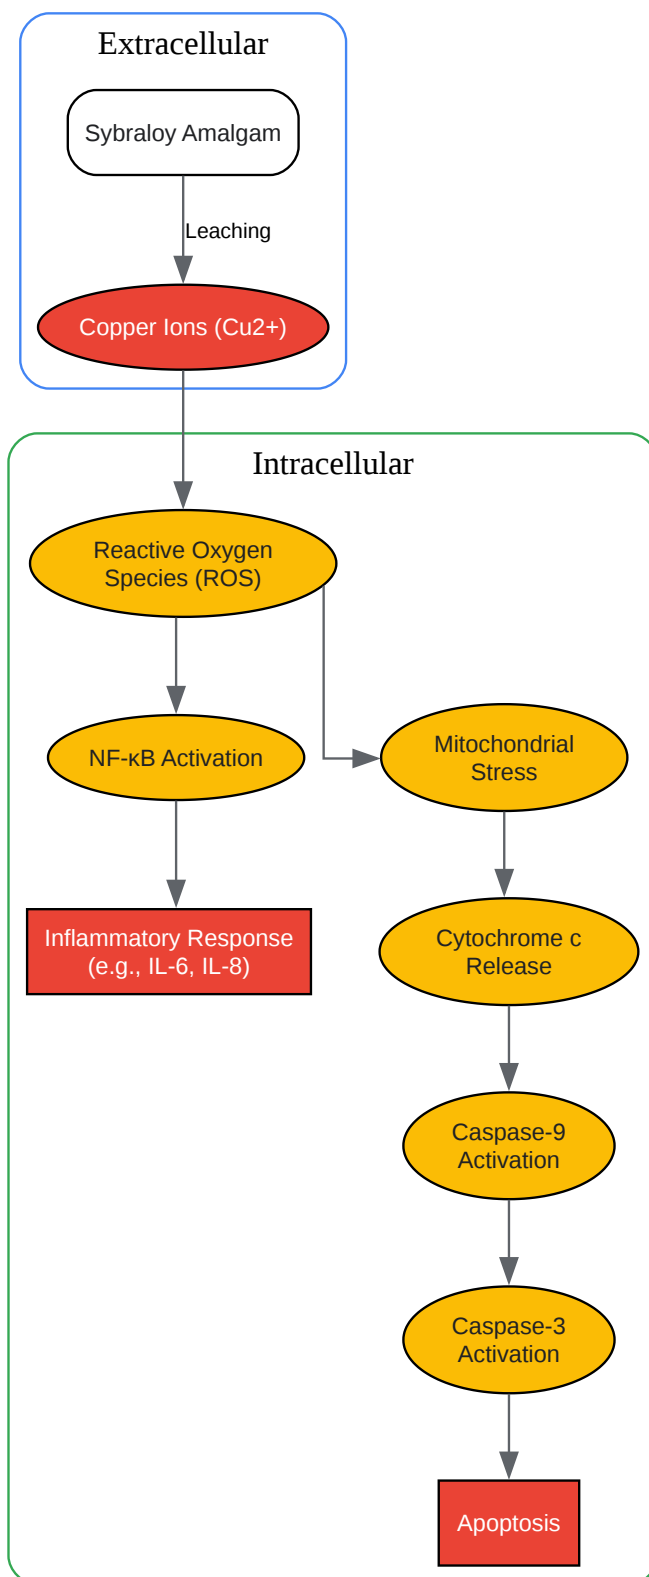 Extracellular
Sybraloy Amalgam
Leaching
Copper Ions (Cu2+)
Intracellular
Reactive Oxygen
Species (ROS)
NF-κB Activation
Mitochondrial
Stress
Inflammatory Response
(e.g., IL-6, IL-8)
Cytochrome c
Release
Caspase-9
Activation
Caspase-3
Activation
Apoptosis